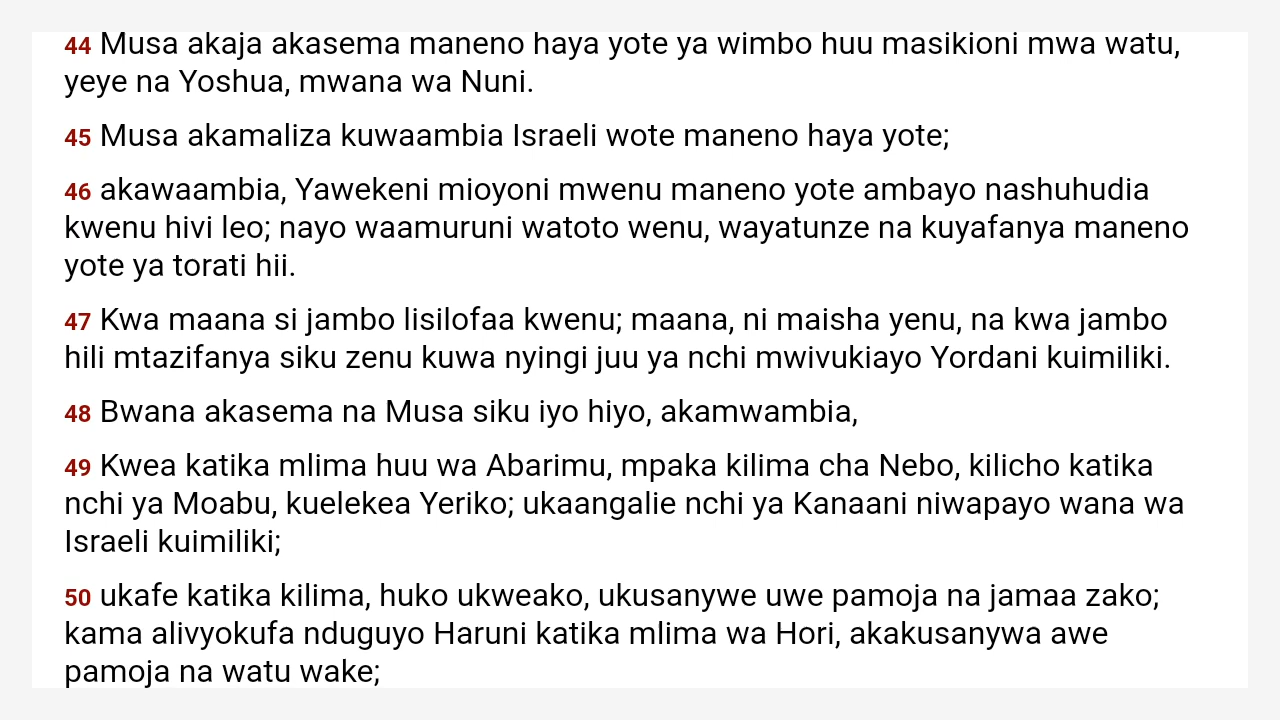 44 Musa akaja akasema maneno haya yote ya wimbo huu masikioni mwa watu,
yeye na Yoshua, mwana wa Nuni.
45 Musa akamaliza kuwaambia Israeli wote maneno haya yote;
46 akawaambia, Yawekeni mioyoni mwenu maneno yote ambayo nashuhudia
kwenu hivi leo; nayo waamuruni watoto wenu, wayatunze na kuyafanya maneno
yote ya torati hii.
47 Kwa maana si jambo lisilofaa kwenu; maana, ni maisha yenu, na kwa jambo
hili mtazifanya siku zenu kuwa nyingi juu ya nchi mwivukiayo Yordani kuimiliki.
48 Bwana akasema na Musa siku iyo hiyo, akamwambia,
49 Kwea katika mlima huu wa Abarimu, mpaka kilima cha Nebo, kilicho katika
nchi ya Moabu, kuelekea Yeriko; ukaangalie nchi ya Kanaani niwapayo wana wa
Israeli kuimiliki;
50 ukafe katika kilima, huko ukweako, ukusanywe uwe pamoja na jamaa zako;
kama alivyokufa nduguyo Haruni katika mlima wa Hori, akakusanywa awe
pamoja na watu wake;